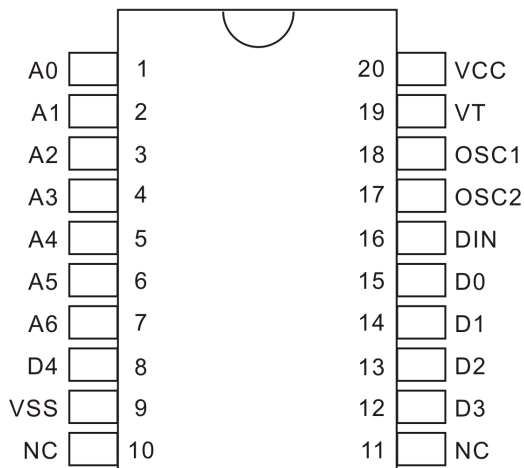 A0 1 20 VCC
A1 2 19 VT
A2 3 18 OSC1
A3 4 17 OSC2
A4 5 16 DIN
A5 6 15 D0
A6 7 14 D1
D4 8 13 D2
VSS 9 12 D3
NC 10 11 NC